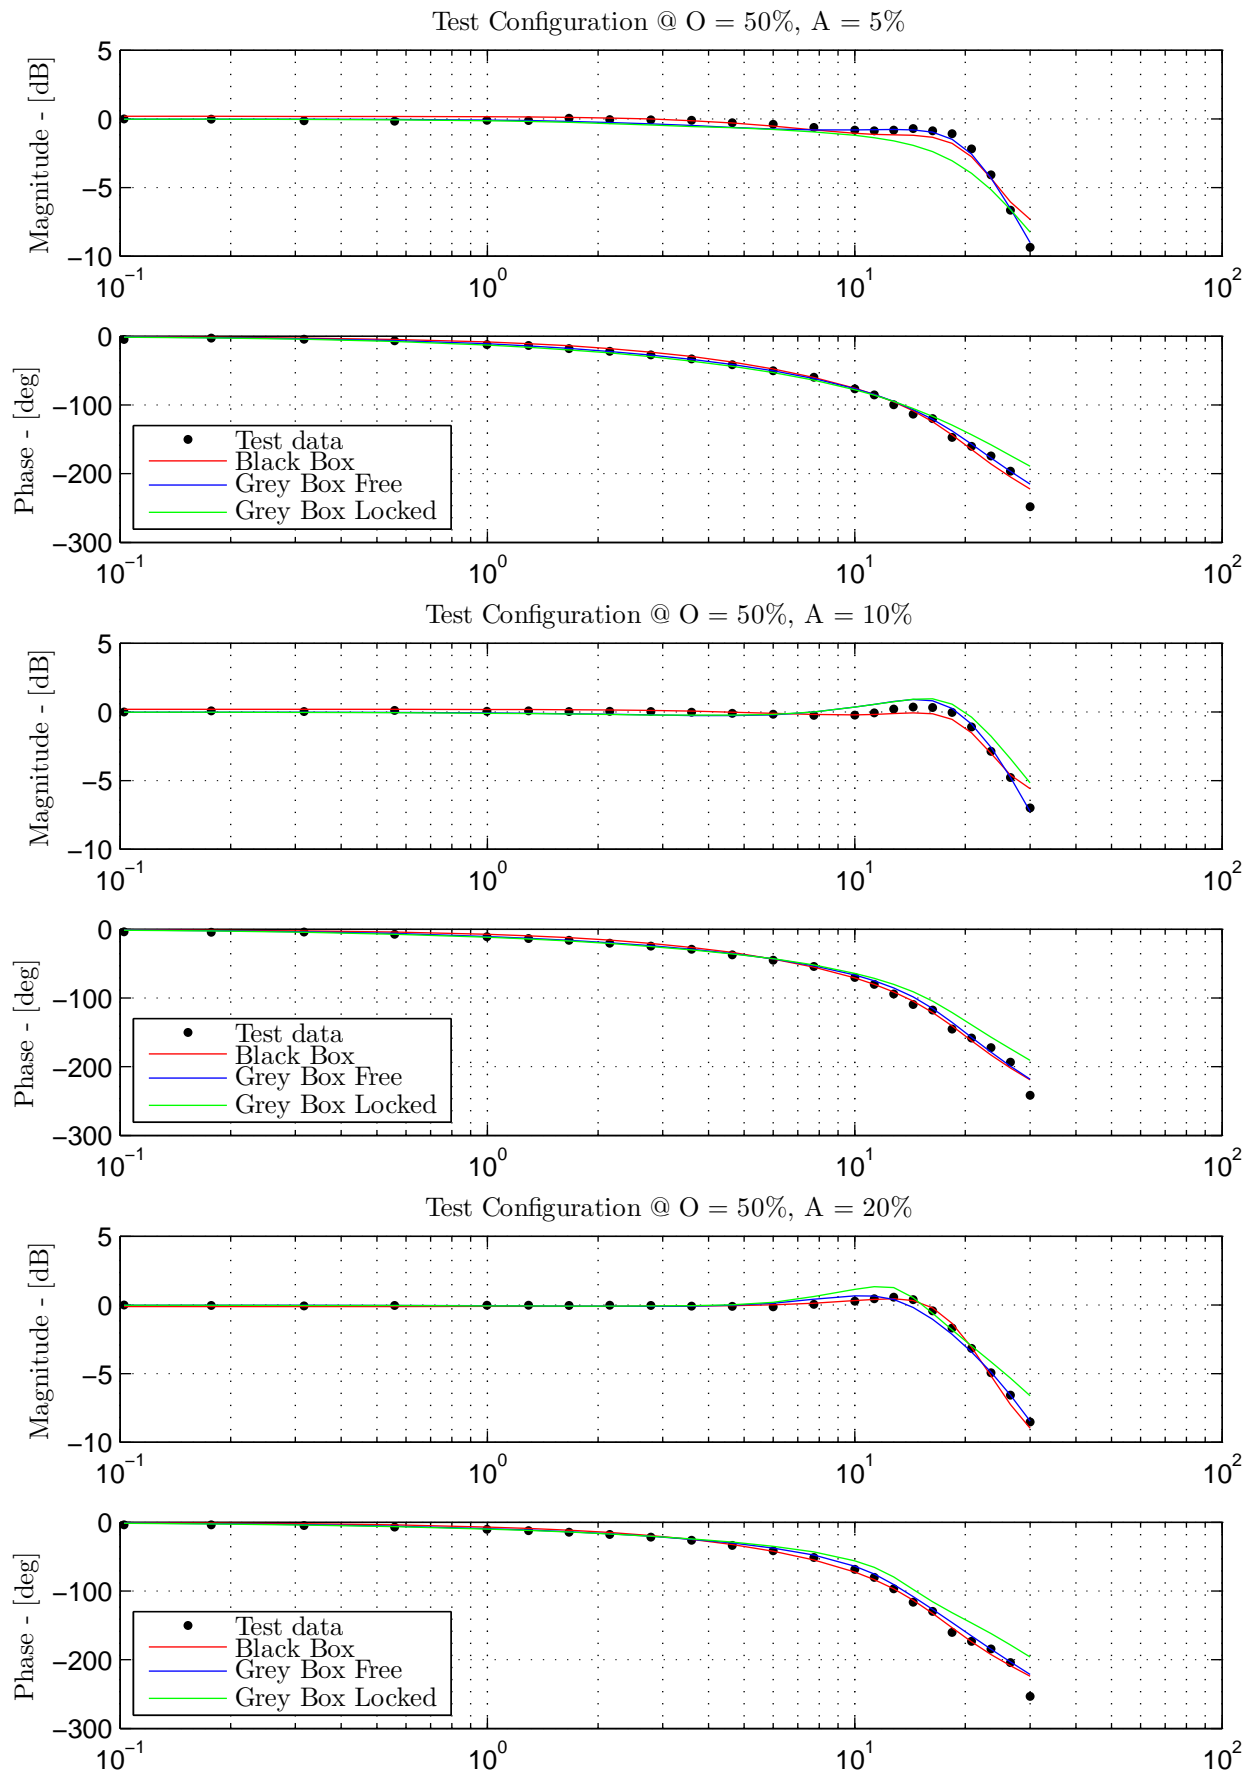 Test Configuration @ O = 50%, A = 5%
Magnitude - [dB]
5
0
−5
−10
10−1
100
101
102
Phase - [deg]
0
−100
−200
−300
Test data
Black Box
Grey Box Free
Grey Box Locked
10−1
100
101
102
Test Configuration @ O = 50%, A = 10%
Magnitude - [dB]
5
0
−5
−10
10−1
100
101
102
Phase - [deg]
0
−100
−200
−300
Test data
Black Box
Grey Box Free
Grey Box Locked
10−1
100
101
102
Test Configuration @ O = 50%, A = 20%
Magnitude - [dB]
5
0
−5
−10
10−1
100
101
102
Phase - [deg]
0
−100
−200
−300
Test data
Black Box
Grey Box Free
Grey Box Locked
10−1
100
101
102